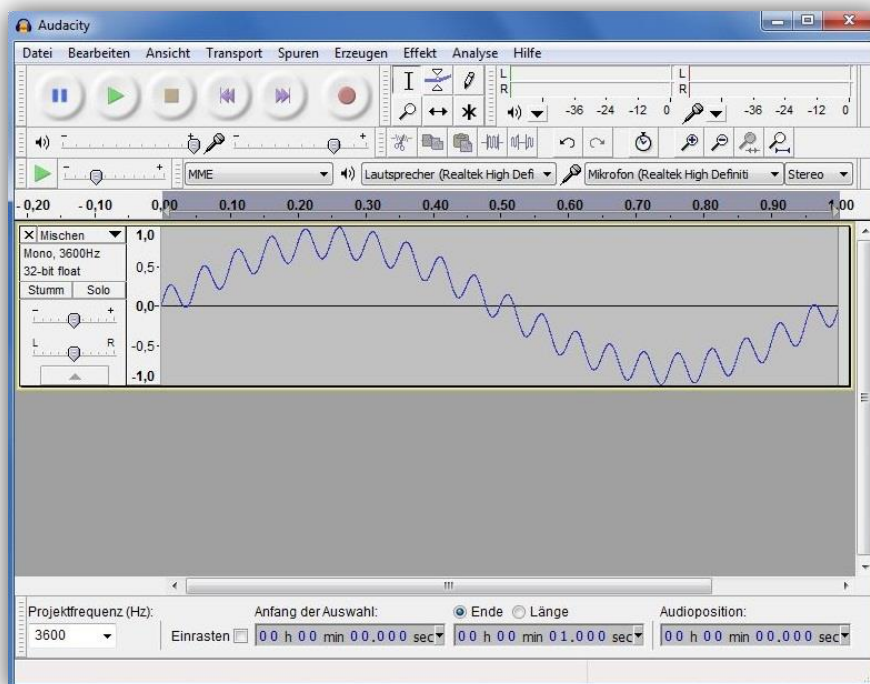 Audacity
Datei Bearbeiten Ansicht Transport Spuren Erzeugen Effekt Analyse Hilfe
L L
R R
-36 -24 -12 0 -36 -24 -12 0
- + - +
- + MME Lautsprecher (Realtek High Defi Mikrofon (Realtek High Definiti Stereo
- 0,20 - 0,10 0,00 0,10 0,20 0,30 0,40 0,50 0,60 0,70 0,80 0,90 1,00
Mischen 1,0
Mono, 3600Hz
32-bit float 0,5
Stumm Solo
- + 0,0
L R -0,5
-1,0
Projektfrequenz (Hz): Anfang der Auswahl: Ende Länge Audioposition:
3600 Einrasten 00 h 00 min 00.000 sec 00 h 00 min 01.000 sec 00 h 00 min 00.000 sec